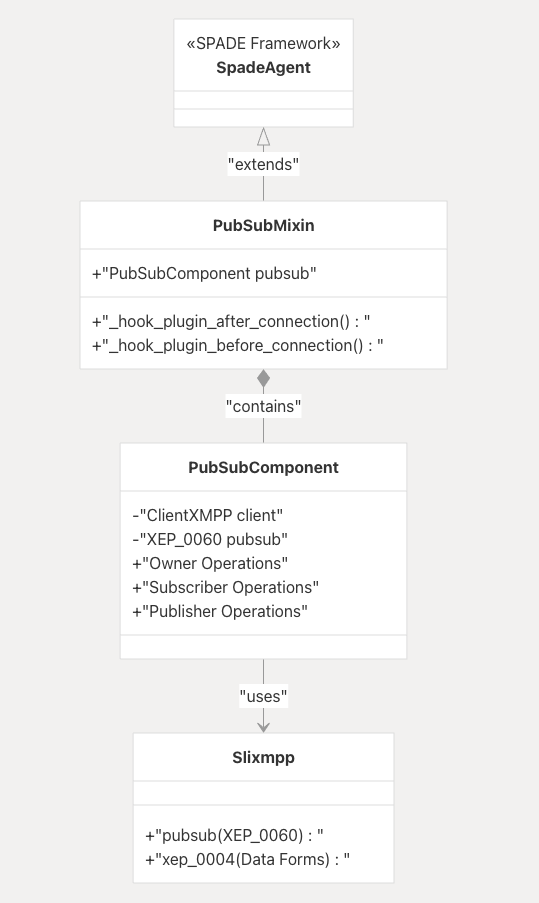 «SPADE Framework»
SpadeAgent
"extends"
PubSubMixin
+"PubSubComponent pubsub"
+"_hook_plugin_after_connection() : "
+"_hook_plugin_before_connection() : "
"contains"
PubSubComponent
-"ClientXMPP client"
-"XEP_0060 pubsub"
+"Owner Operations"
+"Subscriber Operations"
+"Publisher Operations"
"uses"
Slixmpp
+"pubsub(XEP_0060) : "
+"xep_0004(Data Forms) : "